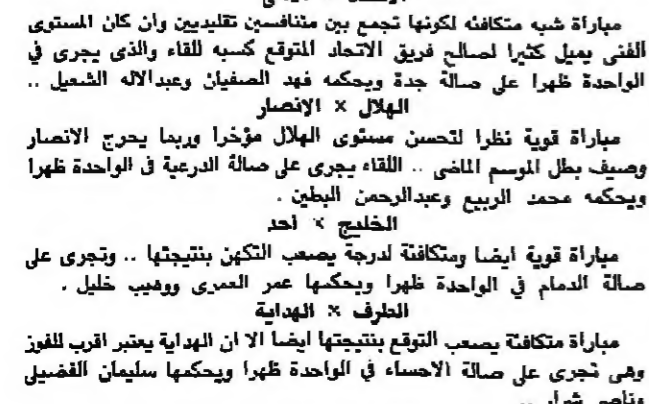 مباراة شبه متكافئه لكونها تجمع بين متنافسين تقليديين وان كان المستوى
الفنى يميل كثيرا لصالح فريق الاتحاد المتوقع كسبه للقاء والذى يجرى في
الواحدة ظهرا على صالة جدة ويحكمه فهد الصفيان وعبدالاله الشعيل ..
الهلال × الانصار
مباراة قوية نظرا لتحسن مستوى الهلال مؤخرا وربما يحرج الانصار
وصيف بطل الموسم الماضى .. اللقاء يجرى على صالة الدرعية فى الواحدة ظهرا
ويحكمه محمد الربيع وعبدالرحمن البطين .
الخليج × احد
مباراة قوية ايضا ومتكافئة لدرجة يصعب التكهن بنتيجتها .. وتجرى على
صالة الدمام في الواحدة ظهرا ويحكمها عمر العمرى ووهيب خليل .
الطرف × الهداية
مباراة متكافئة يصعب التوقع بنتيجتها ايضا الا ان الهداية يعتبر اقرب للفوز
وهى تجرى على صالة الاحساء في الواحدة ظهرا ويحكمها سليمان الفضيلى